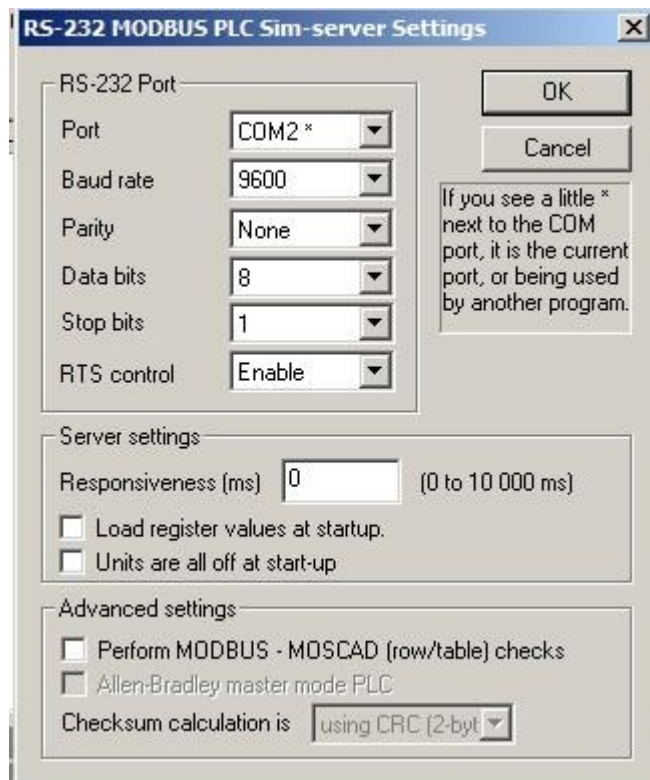 RS-232 MODBUS PLC Sim-server Settings
RS-232 Port
Port COM2 *
Baud rate 9600
Parity None
Data bits 8
Stop bits 1
RTS control Enable
OK
Cancel
If you see a little *
next to the COM
port, it is the current
port, or being used
by another program.
Server settings
Responsiveness (ms) 0 (0 to 10 000 ms)
Load register values at startup.
Units are all off at start-up
Advanced settings
Perform MODBUS - MOSCAD (row/table) checks
Allen-Bradley master mode PLC
Checksum calculation is using CRC (2-byt